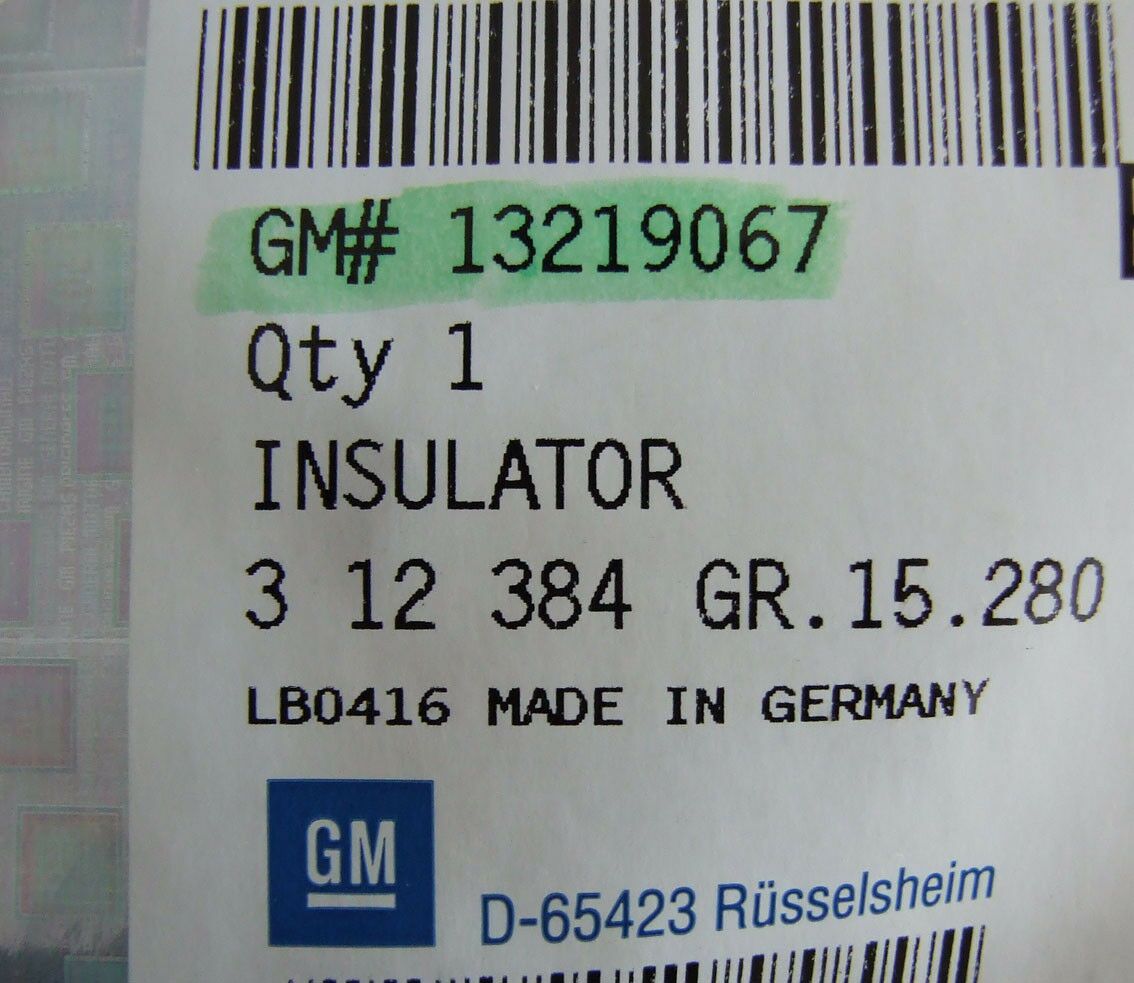 GM# 13219067
Qty 1
INSULATOR
3 12 384 GR.15.280
LB0416 MADE IN GERMANY
GM
D-65423 Rüsselsheim